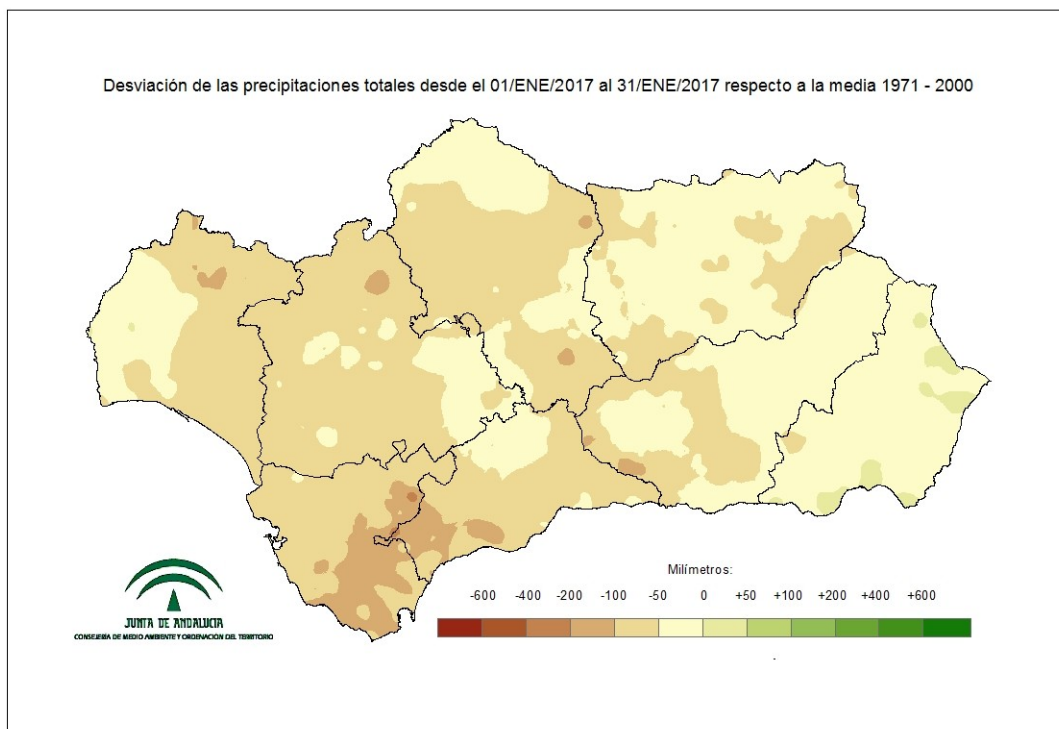 Desviación de las precipitaciones totales desde el 01/ENE/2017 al 31/ENE/2017 respecto a la media 1971 - 2000
Milímetros:
-600 -400 -200 -100 -50 0 +50 +100 +200 +400 +600
JUNTA DE ANDALUCIA
CONSEJERÍA DE MEDIO AMBIENTE Y ORDENACIÓN DEL TERRITORIO